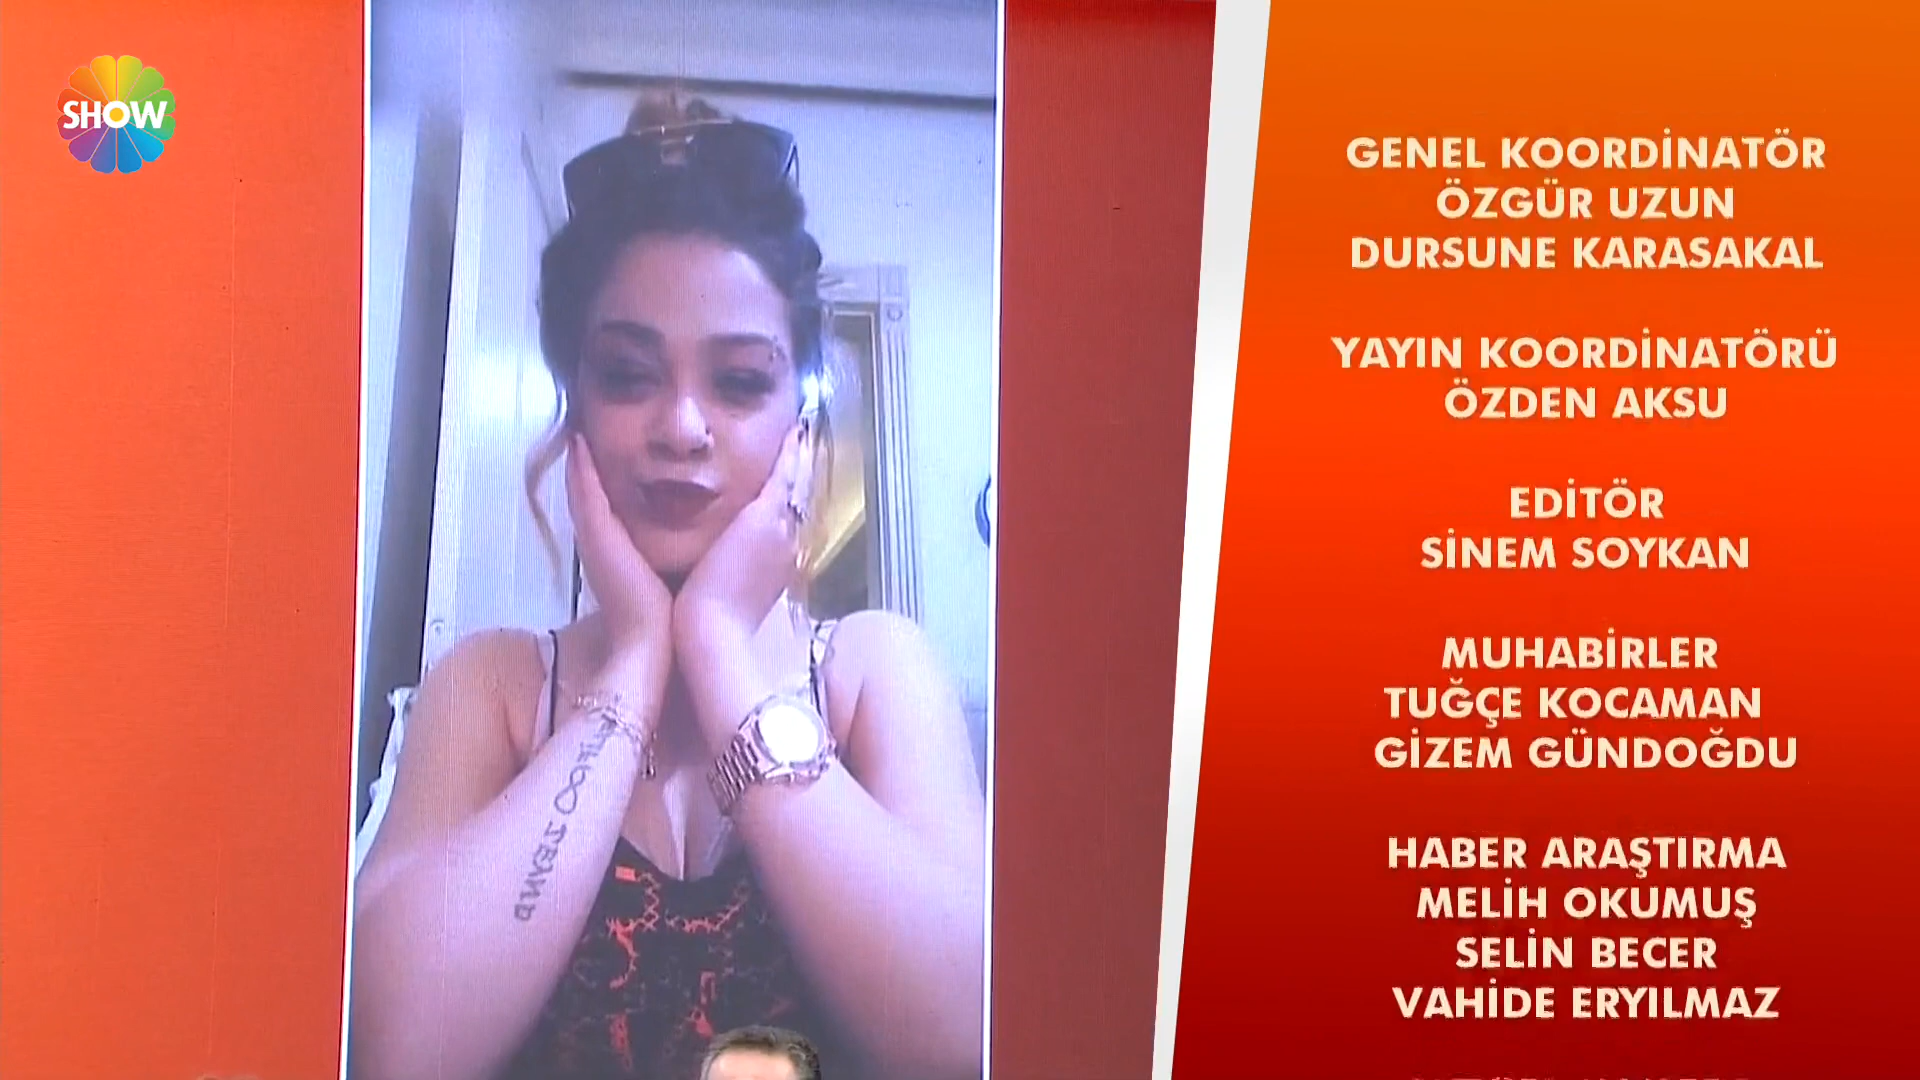 SHOW
GENEL KOORDİNATÖR
ÖZGÜR UZUN
DURSUNE KARASAKAL
YAYIN KOORDİNATÖRÜ
ÖZDEN AKSU
EDİTÖR
SİNEM SOYKAN
MUHABİRLER
TUĞÇE KOCAMAN
GİZEM GÜNDOĞDU
HABER ARAŞTIRMA
MELİH OKUMUŞ
SELİN BECER
VAHİDE ERYILMAZ